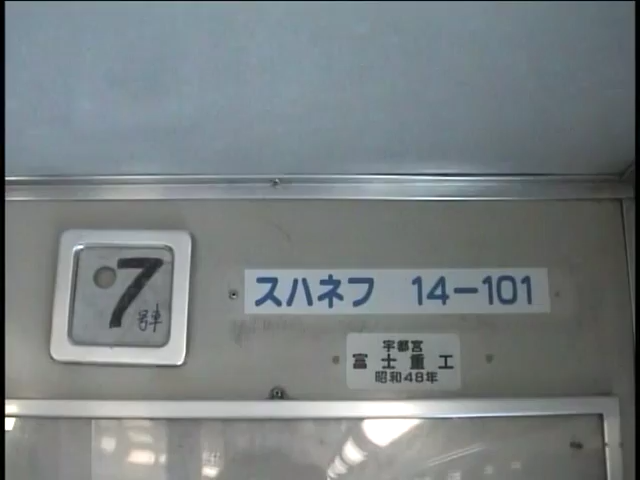 7号車
スハネフ 14-101
宇都宮
富士重工
昭和48年